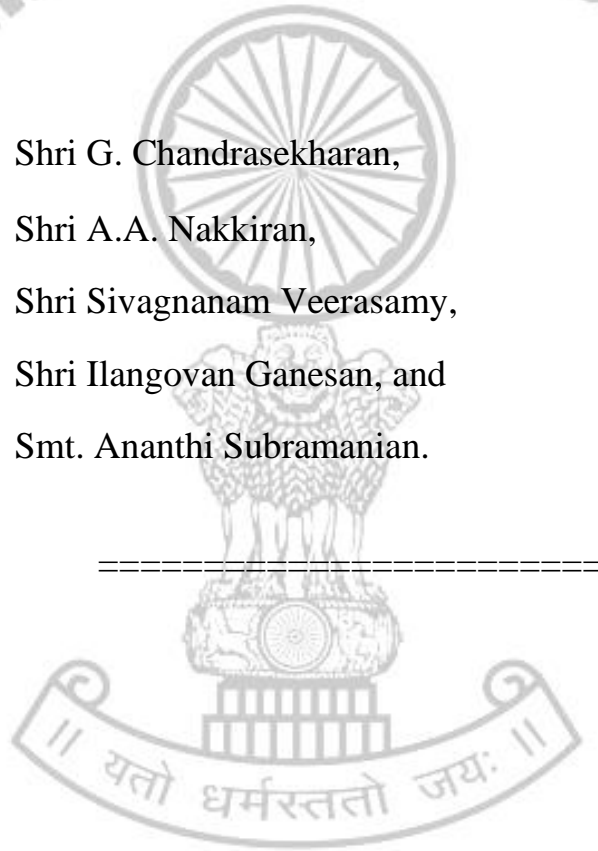 Shri G. Chandrasekharan,
Shri A.A. Nakkiran,
Shri Sivagnanam Veerasamy,
Shri Ilangovan Ganesan, and
Smt. Ananthi Subramanian.
========================
॥ यतो धर्मस्ततो जयः ॥